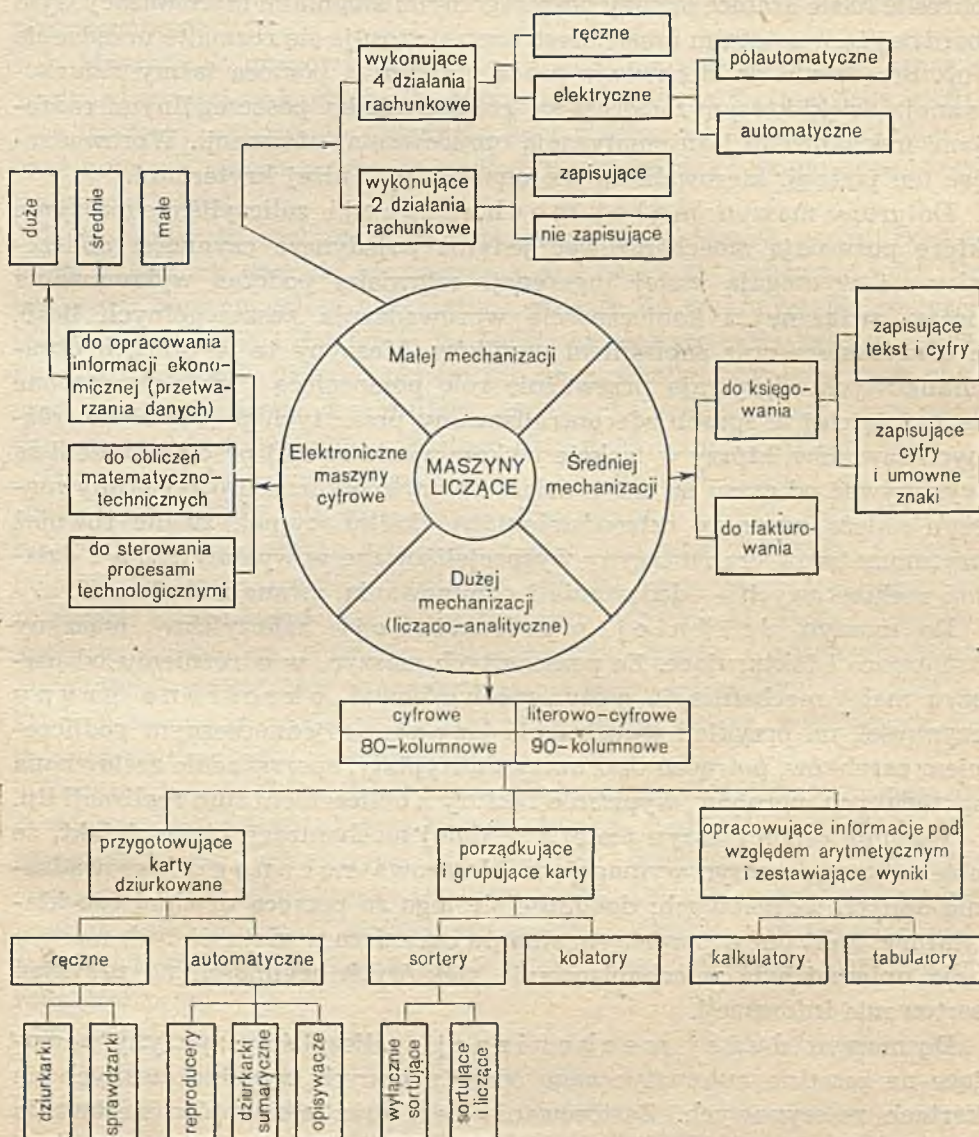 wykonujące
4 działania
rachunkowe
ręczne
elektryczne
półautomatyczne
automatyczne
wykonujące
2 działania
rachunkowe
zapisujące
nie zapisujące
duże
średnie
małe
do opracowania
informacji ekono-
micznej (przetwa-
rzania danych)
do obliczeń
matematyczno-
technicznych
do sterowania
procesami
technologicznymi
Małej mechanizacji
Elektroniczne
maszyny
cyfrowe
MASZYNY
LICZĄCE
Średniej
mechanizacji
Dużej
mechanizacji
(licząco-analityczne)
do księgo-
wania
zapisujące
tekst i cyfry
zapisujące
cyfry
i umowne
znaki
do fakturo-
wania
cyfrowe
literowo-cyfrowe
80-kolumnowe
90-kolumnowe
przygotowujące
karty
dziurkowane
porządkujące
i grupujące karty
opracowujące informacje pod
względem arytmetycznym
i zestawiające wyniki
ręczne
automatyczne
sortery
kolatory
kalkulatory
tabulatory
dziurkarki
sprawdzarki
reproducery
dziurkarki
sumaryczne
opisywacze
wyłącznie
sortujące
sortujące
i liczące